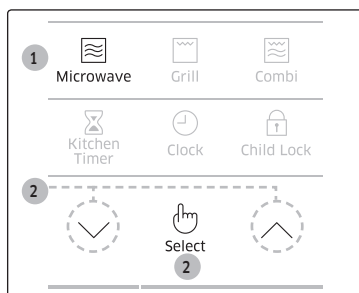 1
Microwave Grill Combi
Kitchen
Timer Clock Child Lock
2
Select
2